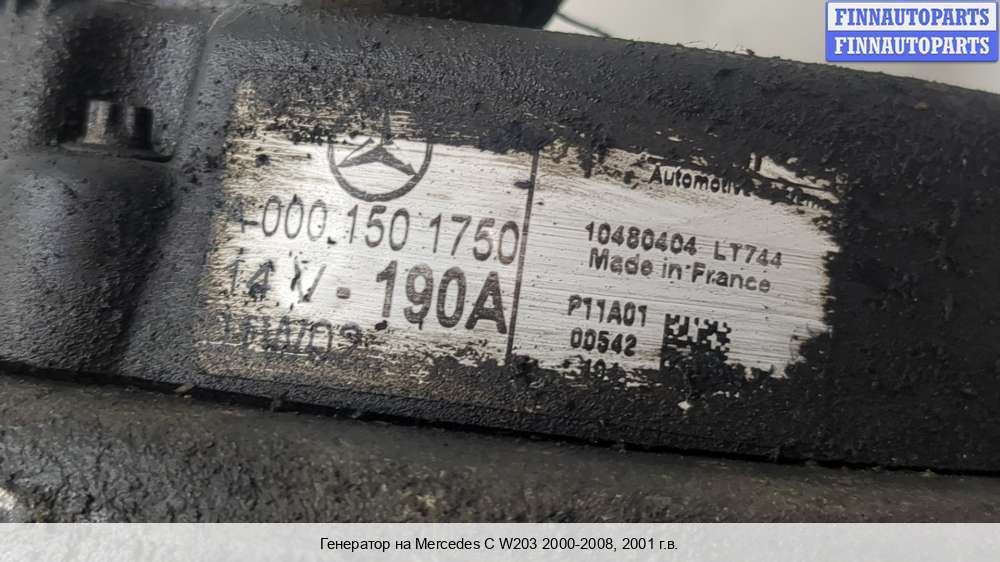 FINNAUTOPARTS
FINNAUTOPARTS
Automotive
000 150 1750
14 V - 190A
10480404 LT744
Made in France
P11A01
00542
Генератор на Mercedes C W203 2000-2008, 2001 г.в.